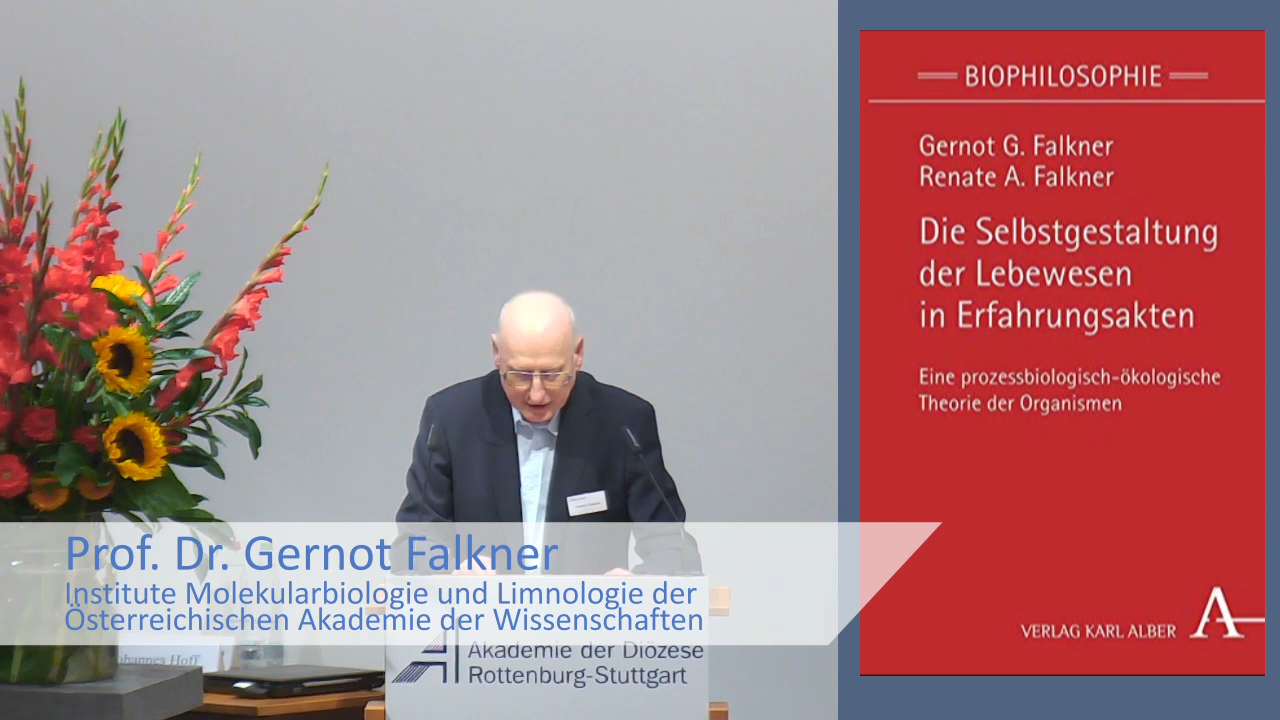 BIOPHILOSOPHIE
Gernot G. Falkner
Renate A. Falkner
Die Selbstgestaltung
der Lebewesen
in Erfahrungsakten
Eine prozessbiologisch-ökologische
Theorie der Organismen
VERLAG KARL ALBER
Prof. Dr. Gernot Falkner
Institute Molekularbiologie und Limnologie der
Österreichischen Akademie der Wissenschaften
Johannes Hoff
Akademie der Diözese
Rottenburg-Stuttgart